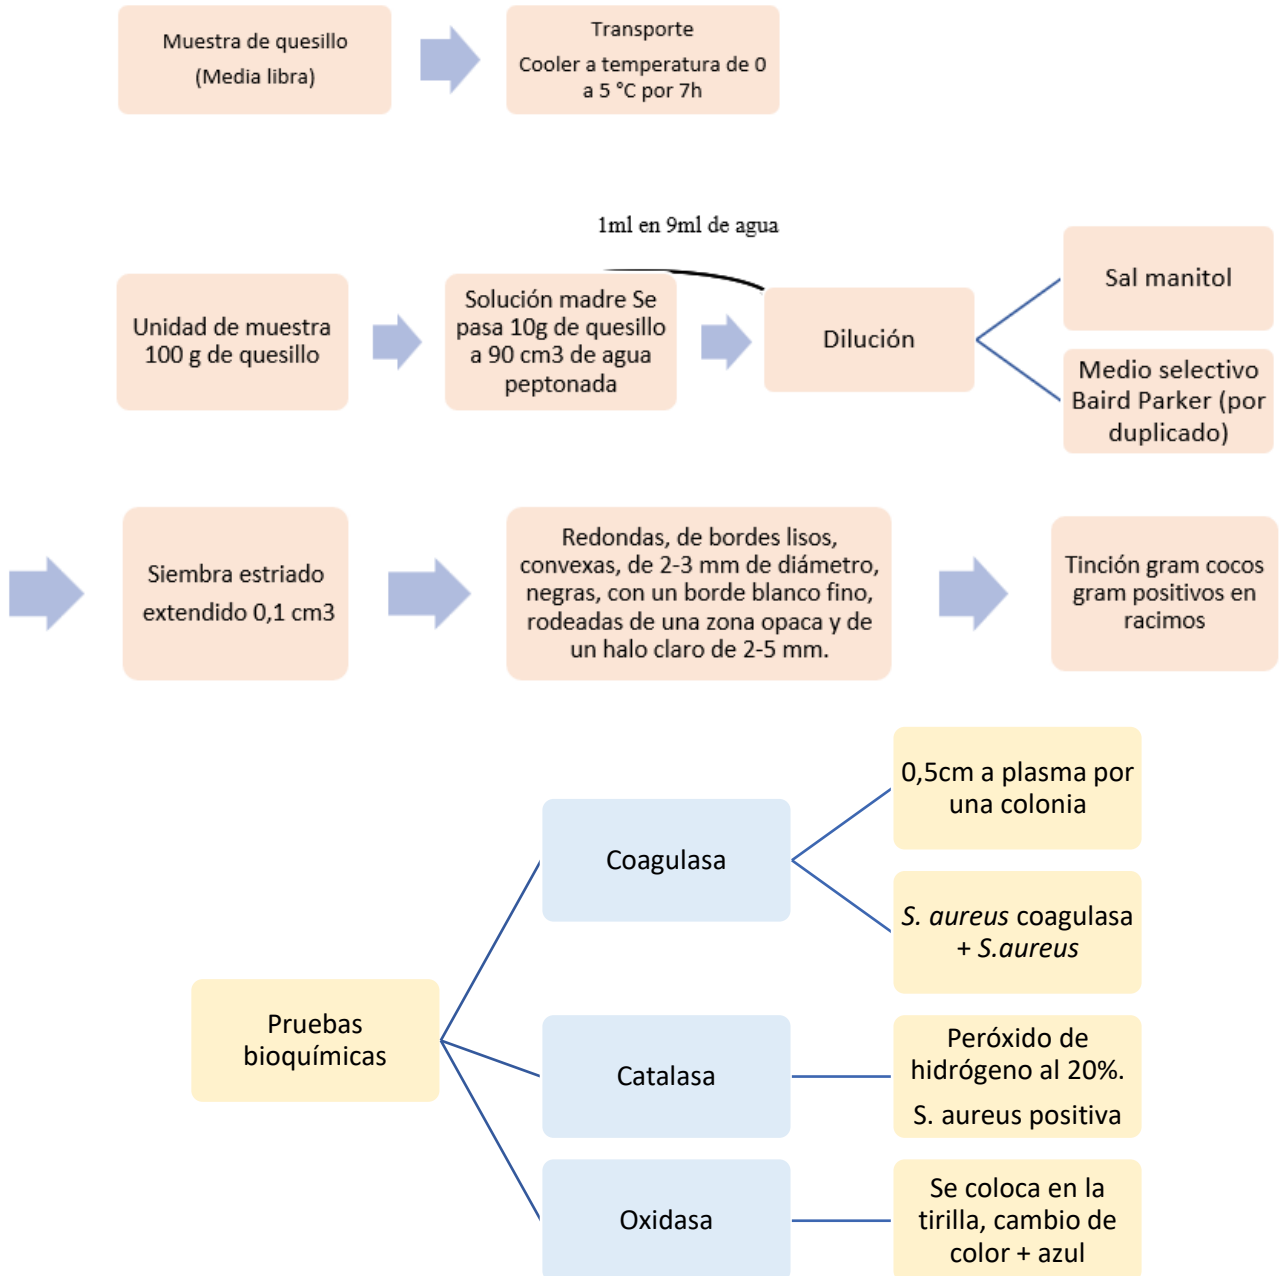 Muestra de quesillo
(Media libra)
Transporte
Cooler a temperatura de 0
a 5 °C por 7h
1ml en 9ml de agua
Unidad de muestra
100 g de quesillo
Solución madre Se
pasa 10g de quesillo
a 90 cm3 de agua
peptonada
Dilución
Sal manitol
Medio selectivo
Baird Parker (por
duplicado)
Siembra estriado
extendido 0,1 cm3
Redondas, de bordes lisos,
convexas, de 2-3 mm de diámetro,
negras, con un borde blanco fino,
rodeadas de una zona opaca y de
un halo claro de 2-5 mm.
Tinción gram cocos
gram positivos en
racimos
Pruebas
bioquímicas
Coagulasa
0,5cm a plasma por
una colonia
S. aureus coagulasa
+ S.aureus
Catalasa
Peróxido de
hidrógeno al 20%.
S. aureus positiva
Oxidasa
Se coloca en la
tirilla, cambio de
color + azul